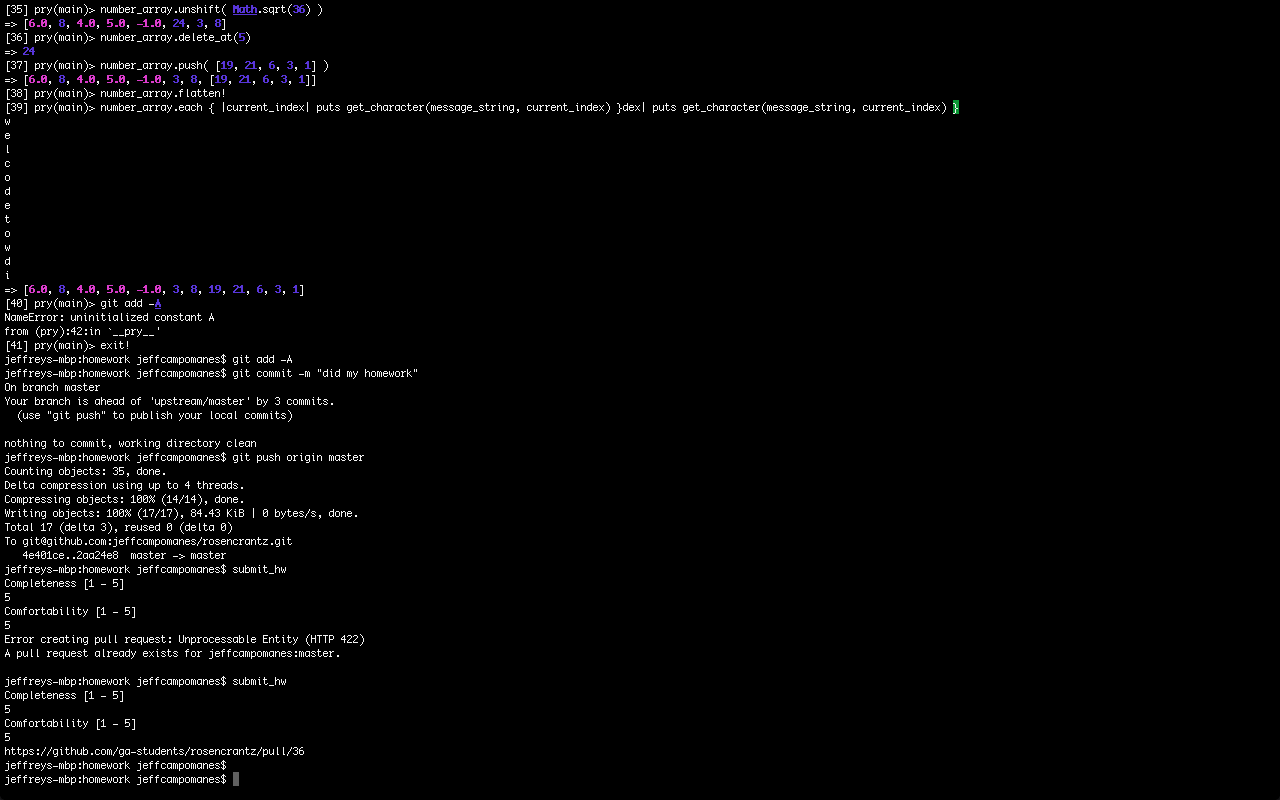 [35] pry(main)> number_array.unshift( Math.sqrt(36) )
=> [6.0, 8, 4.0, 5.0, -1.0, 24, 3, 8]
[36] pry(main)> number_array.delete_at(5)
=> 24
[37] pry(main)> number_array.push( [19, 21, 6, 3, 1] )
=> [6.0, 8, 4.0, 5.0, -1.0, 3, 8, [19, 21, 6, 3, 1]]
[38] pry(main)> number_array.flatten!
[39] pry(main)> number_array.each { |current_index| puts get_character(message_string, current_index) }dex| puts get_character(message_string, current_index) }
w
e
l
c
o
d
e
t
o
w
d
i
=> [6.0, 8, 4.0, 5.0, -1.0, 3, 8, 19, 21, 6, 3, 1]
[40] pry(main)> git add -A
NameError: uninitialized constant A
from (pry):42:in `__pry__'
[41] pry(main)> exit!
jeffreys-mbp:homework jeffcampomanes$ git add -A
jeffreys-mbp:homework jeffcampomanes$ git commit -m "did my homework"
On branch master
Your branch is ahead of 'upstream/master' by 3 commits.
  (use "git push" to publish your local commits)

nothing to commit, working directory clean
jeffreys-mbp:homework jeffcampomanes$ git push origin master
Counting objects: 35, done.
Delta compression using up to 4 threads.
Compressing objects: 100% (14/14), done.
Writing objects: 100% (17/17), 84.43 KiB | 0 bytes/s, done.
Total 17 (delta 3), reused 0 (delta 0)
To git@github.com:jeffcampomanes/rosencrantz.git
   4e401ce..2aa24e8  master -> master
jeffreys-mbp:homework jeffcampomanes$ submit_hw
Completeness [1 - 5]
5
Comfortability [1 - 5]
5
Error creating pull request: Unprocessable Entity (HTTP 422)
A pull request already exists for jeffcampomanes:master.

jeffreys-mbp:homework jeffcampomanes$ submit_hw
Completeness [1 - 5]
5
Comfortability [1 - 5]
5
https://github.com/ga-students/rosencrantz/pull/36
jeffreys-mbp:homework jeffcampomanes$
jeffreys-mbp:homework jeffcampomanes$